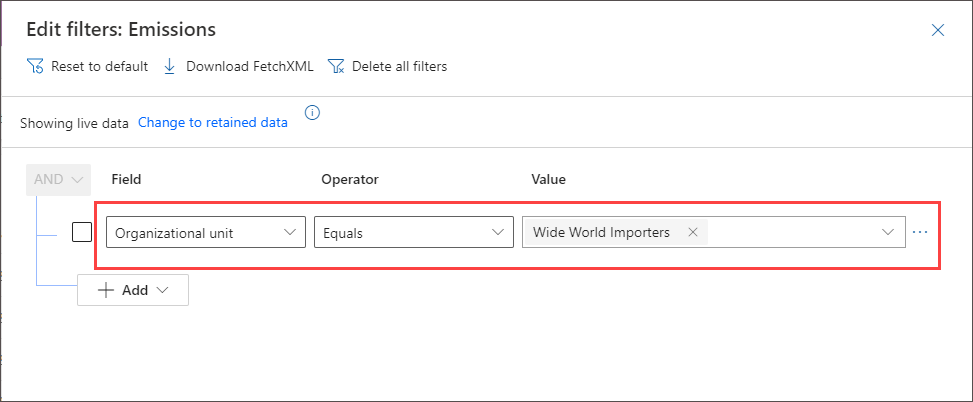 Edit filters: Emissions
Reset to default Download FetchXML Delete all filters
Showing live data Change to retained data
AND Field Operator Value
Organizational unit Equals Wide World Importers
Add